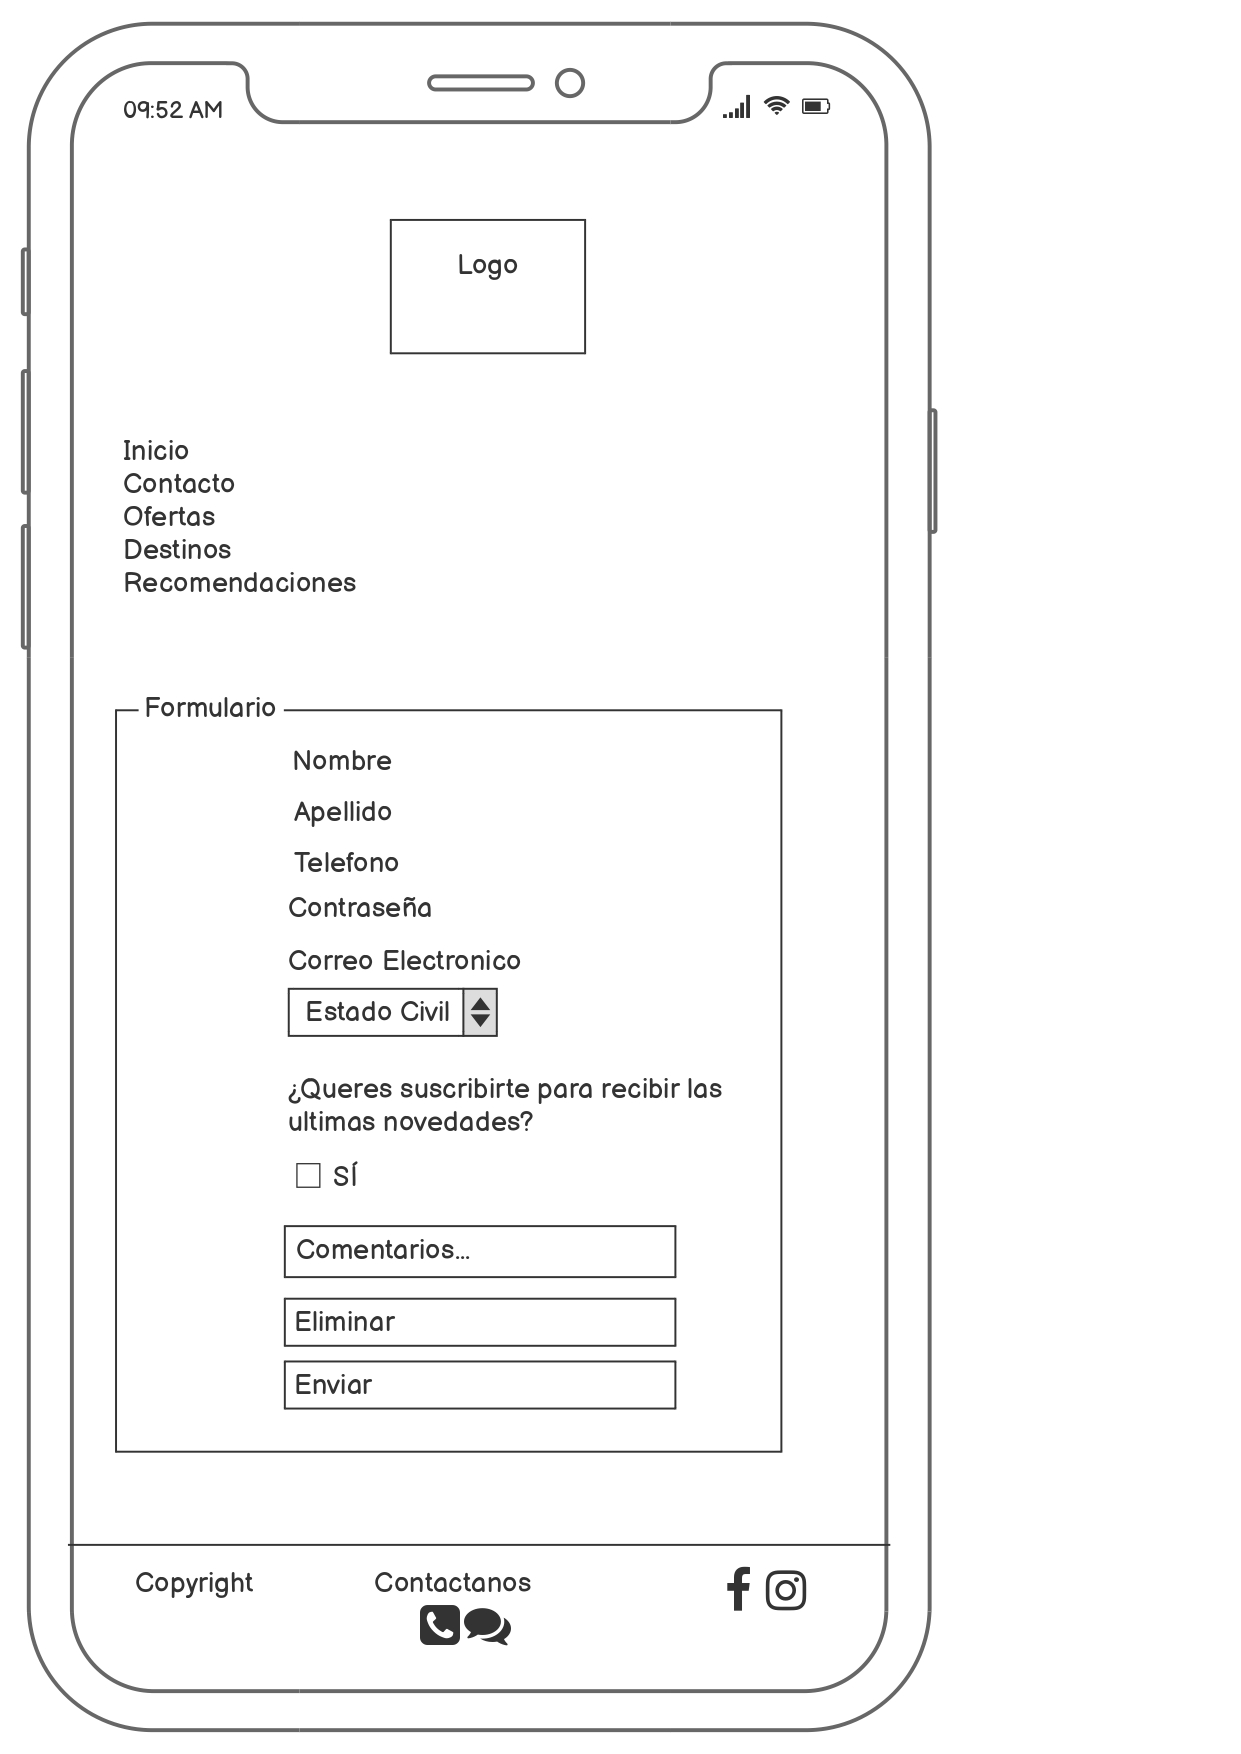 09:52 AM
Logo
Inicio
Contacto
Ofertas
Destinos
Recomendaciones
Formulario
Nombre
Apellido
Telefono
Contraseña
Correo Electronico
Estado Civil
¿Queres suscribirte para recibir las
ultimas novedades?
SÍ
Comentarios...
Eliminar
Enviar
Copyright
Contactanos